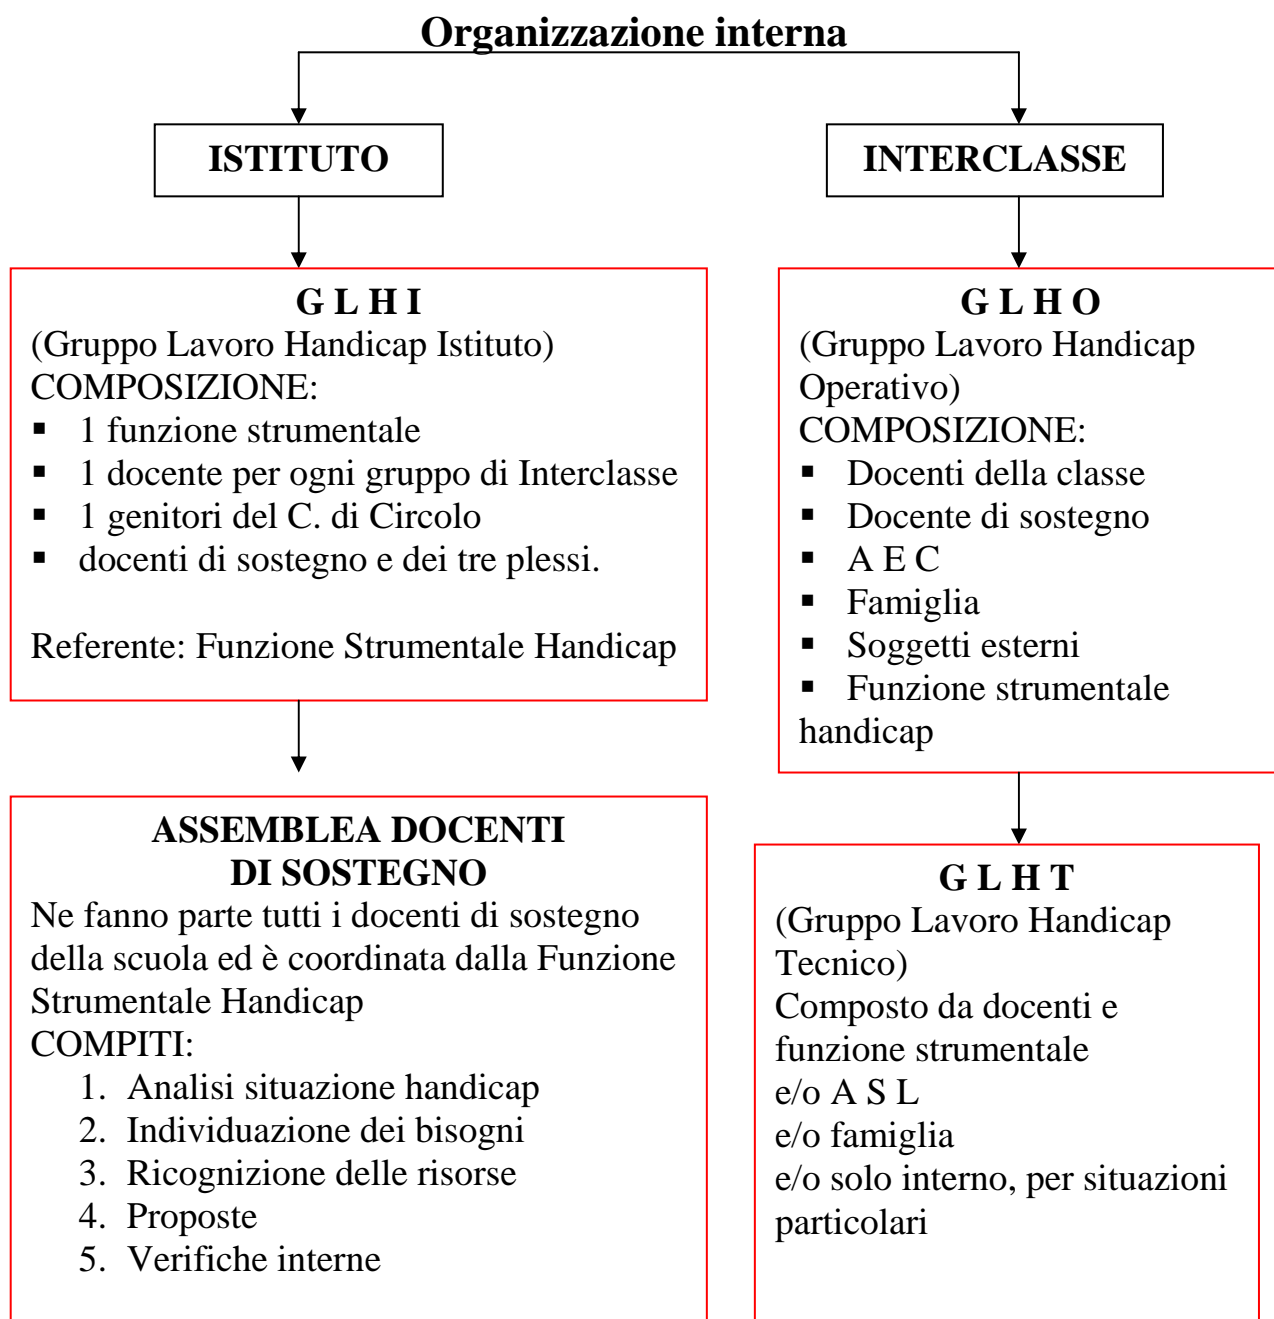 Organizzazione interna
ISTITUTO
INTERCLASSE
G L H I
(Gruppo Lavoro Handicap Istituto)
COMPOSIZIONE:
▪ 1 funzione strumentale
▪ 1 docente per ogni gruppo di Interclasse
▪ 1 genitori del C. di Circolo
▪ docenti di sostegno e dei tre plessi.
Referente: Funzione Strumentale Handicap
G L H O
(Gruppo Lavoro Handicap
Operativo)
COMPOSIZIONE:
▪ Docenti della classe
▪ Docente di sostegno
▪ A E C
▪ Famiglia
▪ Soggetti esterni
▪ Funzione strumentale
handicap
ASSEMBLEA DOCENTI
DI SOSTEGNO
Ne fanno parte tutti i docenti di sostegno
della scuola ed è coordinata dalla Funzione
Strumentale Handicap
COMPITI:
1. Analisi situazione handicap
2. Individuazione dei bisogni
3. Ricognizione delle risorse
4. Proposte
5. Verifiche interne
G L H T
(Gruppo Lavoro Handicap
Tecnico)
Composto da docenti e
funzione strumentale
e/o A S L
e/o famiglia
e/o solo interno, per situazioni
particolari